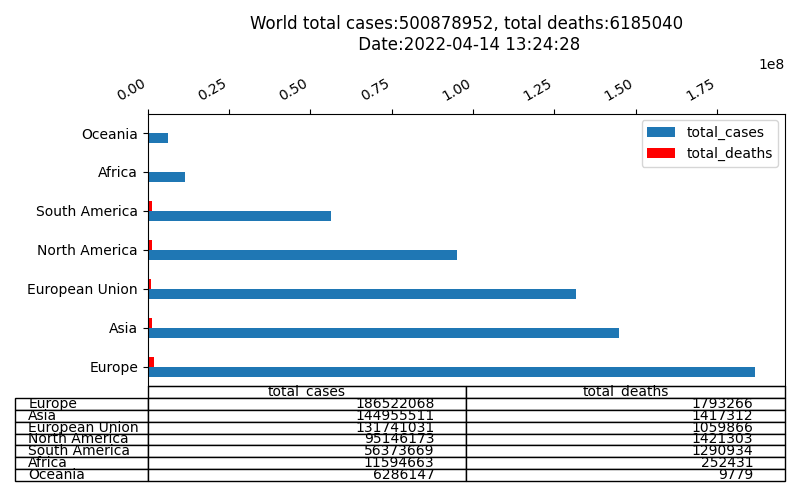 World total cases:500878952, total deaths:6185040
Date:2022-04-14 13:24:28
1e8
0.00 0.25 0.50 0.75 1.00 1.25 1.50 1.75
total_cases
total_deaths
Oceania
Africa
South America
North America
European Union
Asia
Europe
total_cases total_deaths
Europe 186522068 1793266
Asia 144955511 1417312
European Union 131741031 1059866
North America 95146173 1421303
South America 56373669 1290934
Africa 11594663 252431
Oceania 6286147 9779